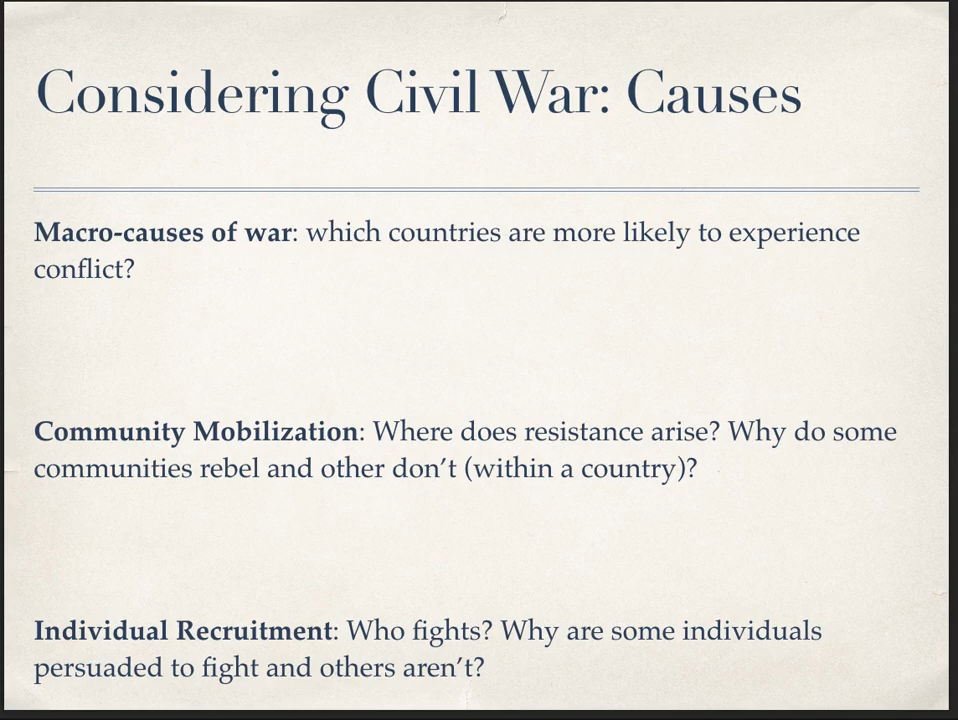 Considering Civil War: Causes
Macro-causes of war: which countries are more likely to experience
conflict?
Community Mobilization: Where does resistance arise? Why do some
communities rebel and other don’t (within a country)?
Individual Recruitment: Who fights? Why are some individuals
persuaded to fight and others aren’t?